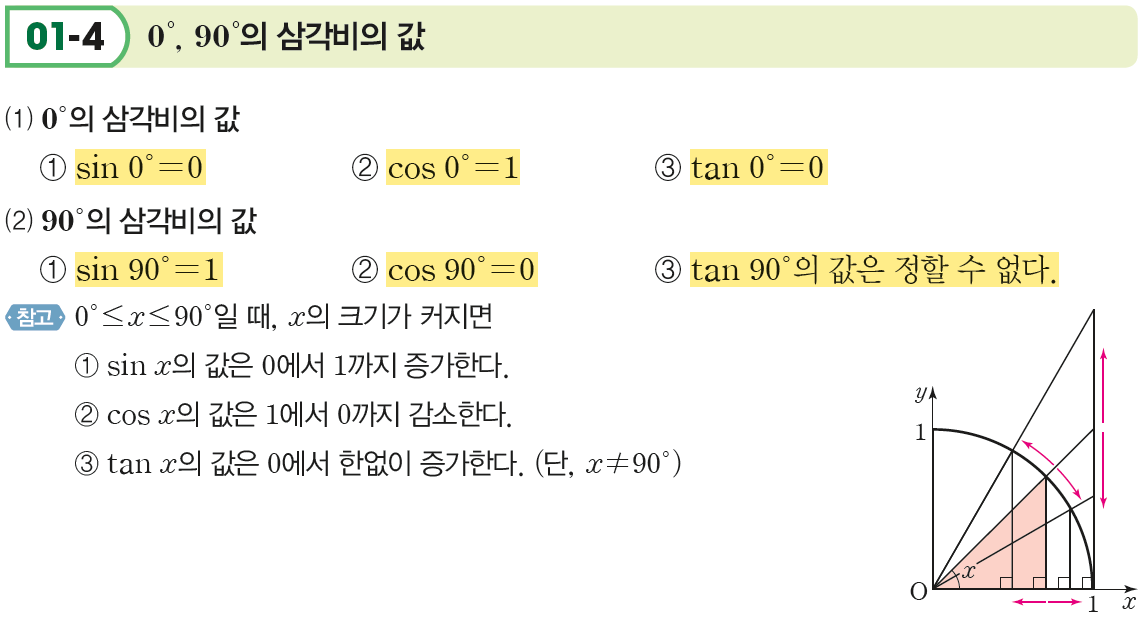 01-4 0°, 90°의 삼각비의 값
(1) 0°의 삼각비의 값
① sin 0°=0 ② cos 0°=1 ③ tan 0°=0
(2) 90°의 삼각비의 값
① sin 90°=1 ② cos 90°=0 ③ tan 90°의 값은 정할 수 없다.
참고 0°≤x≤90°일 때, x의 크기가 커지면
① sin x의 값은 0에서 1까지 증가한다.
② cos x의 값은 1에서 0까지 감소한다.
③ tan x의 값은 0에서 한없이 증가한다. (단, x≠90°)
y
1
x
O
1
x